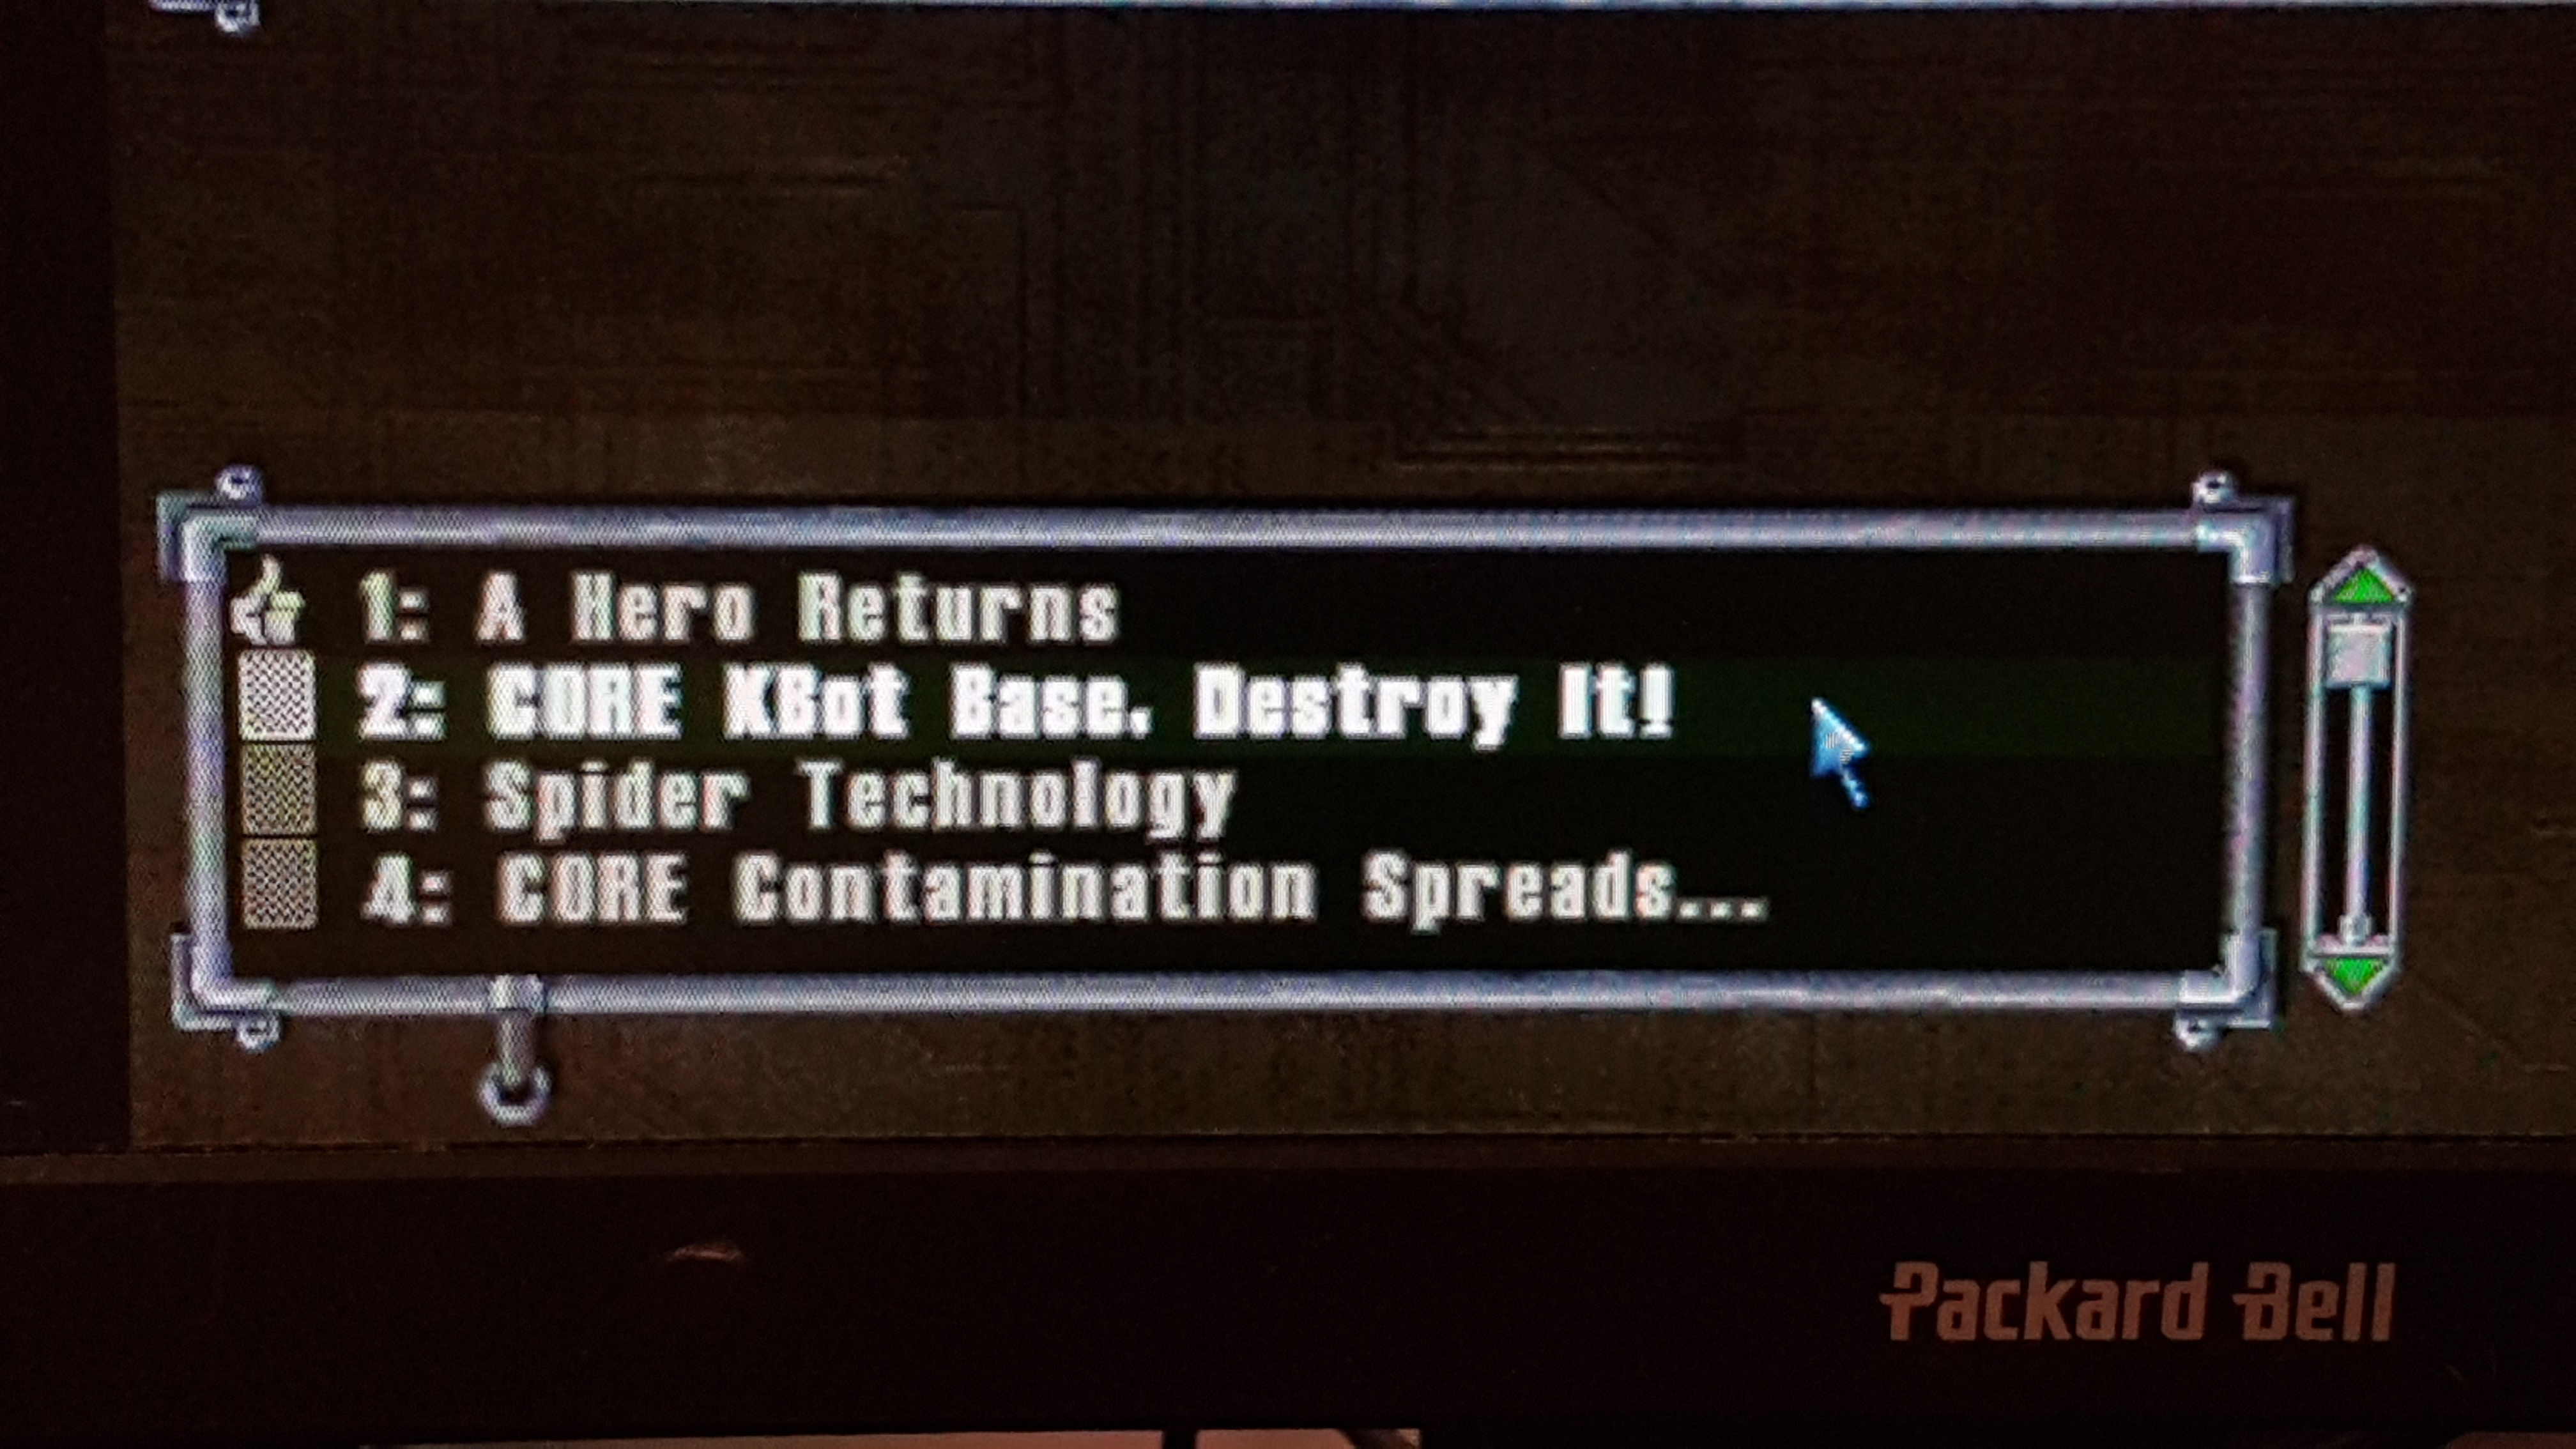 1: A Hero Returns
2: CORE KBot Base. Destroy It!
3: Spider Technology
4: CORE Contamination Spreads...
Packard Bell